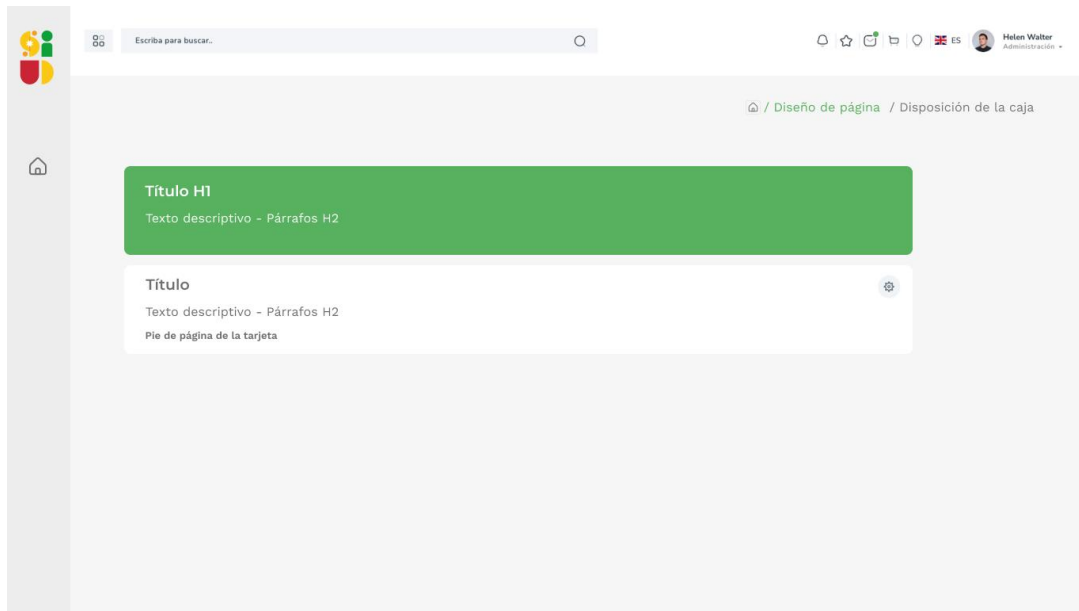 Escriba para buscar..
ES
Helen Walter
Administración
/ Diseño de página / Disposición de la caja
Título H1
Texto descriptivo - Párrafos H2
Título
Texto descriptivo - Párrafos H2
Pie de página de la tarjeta